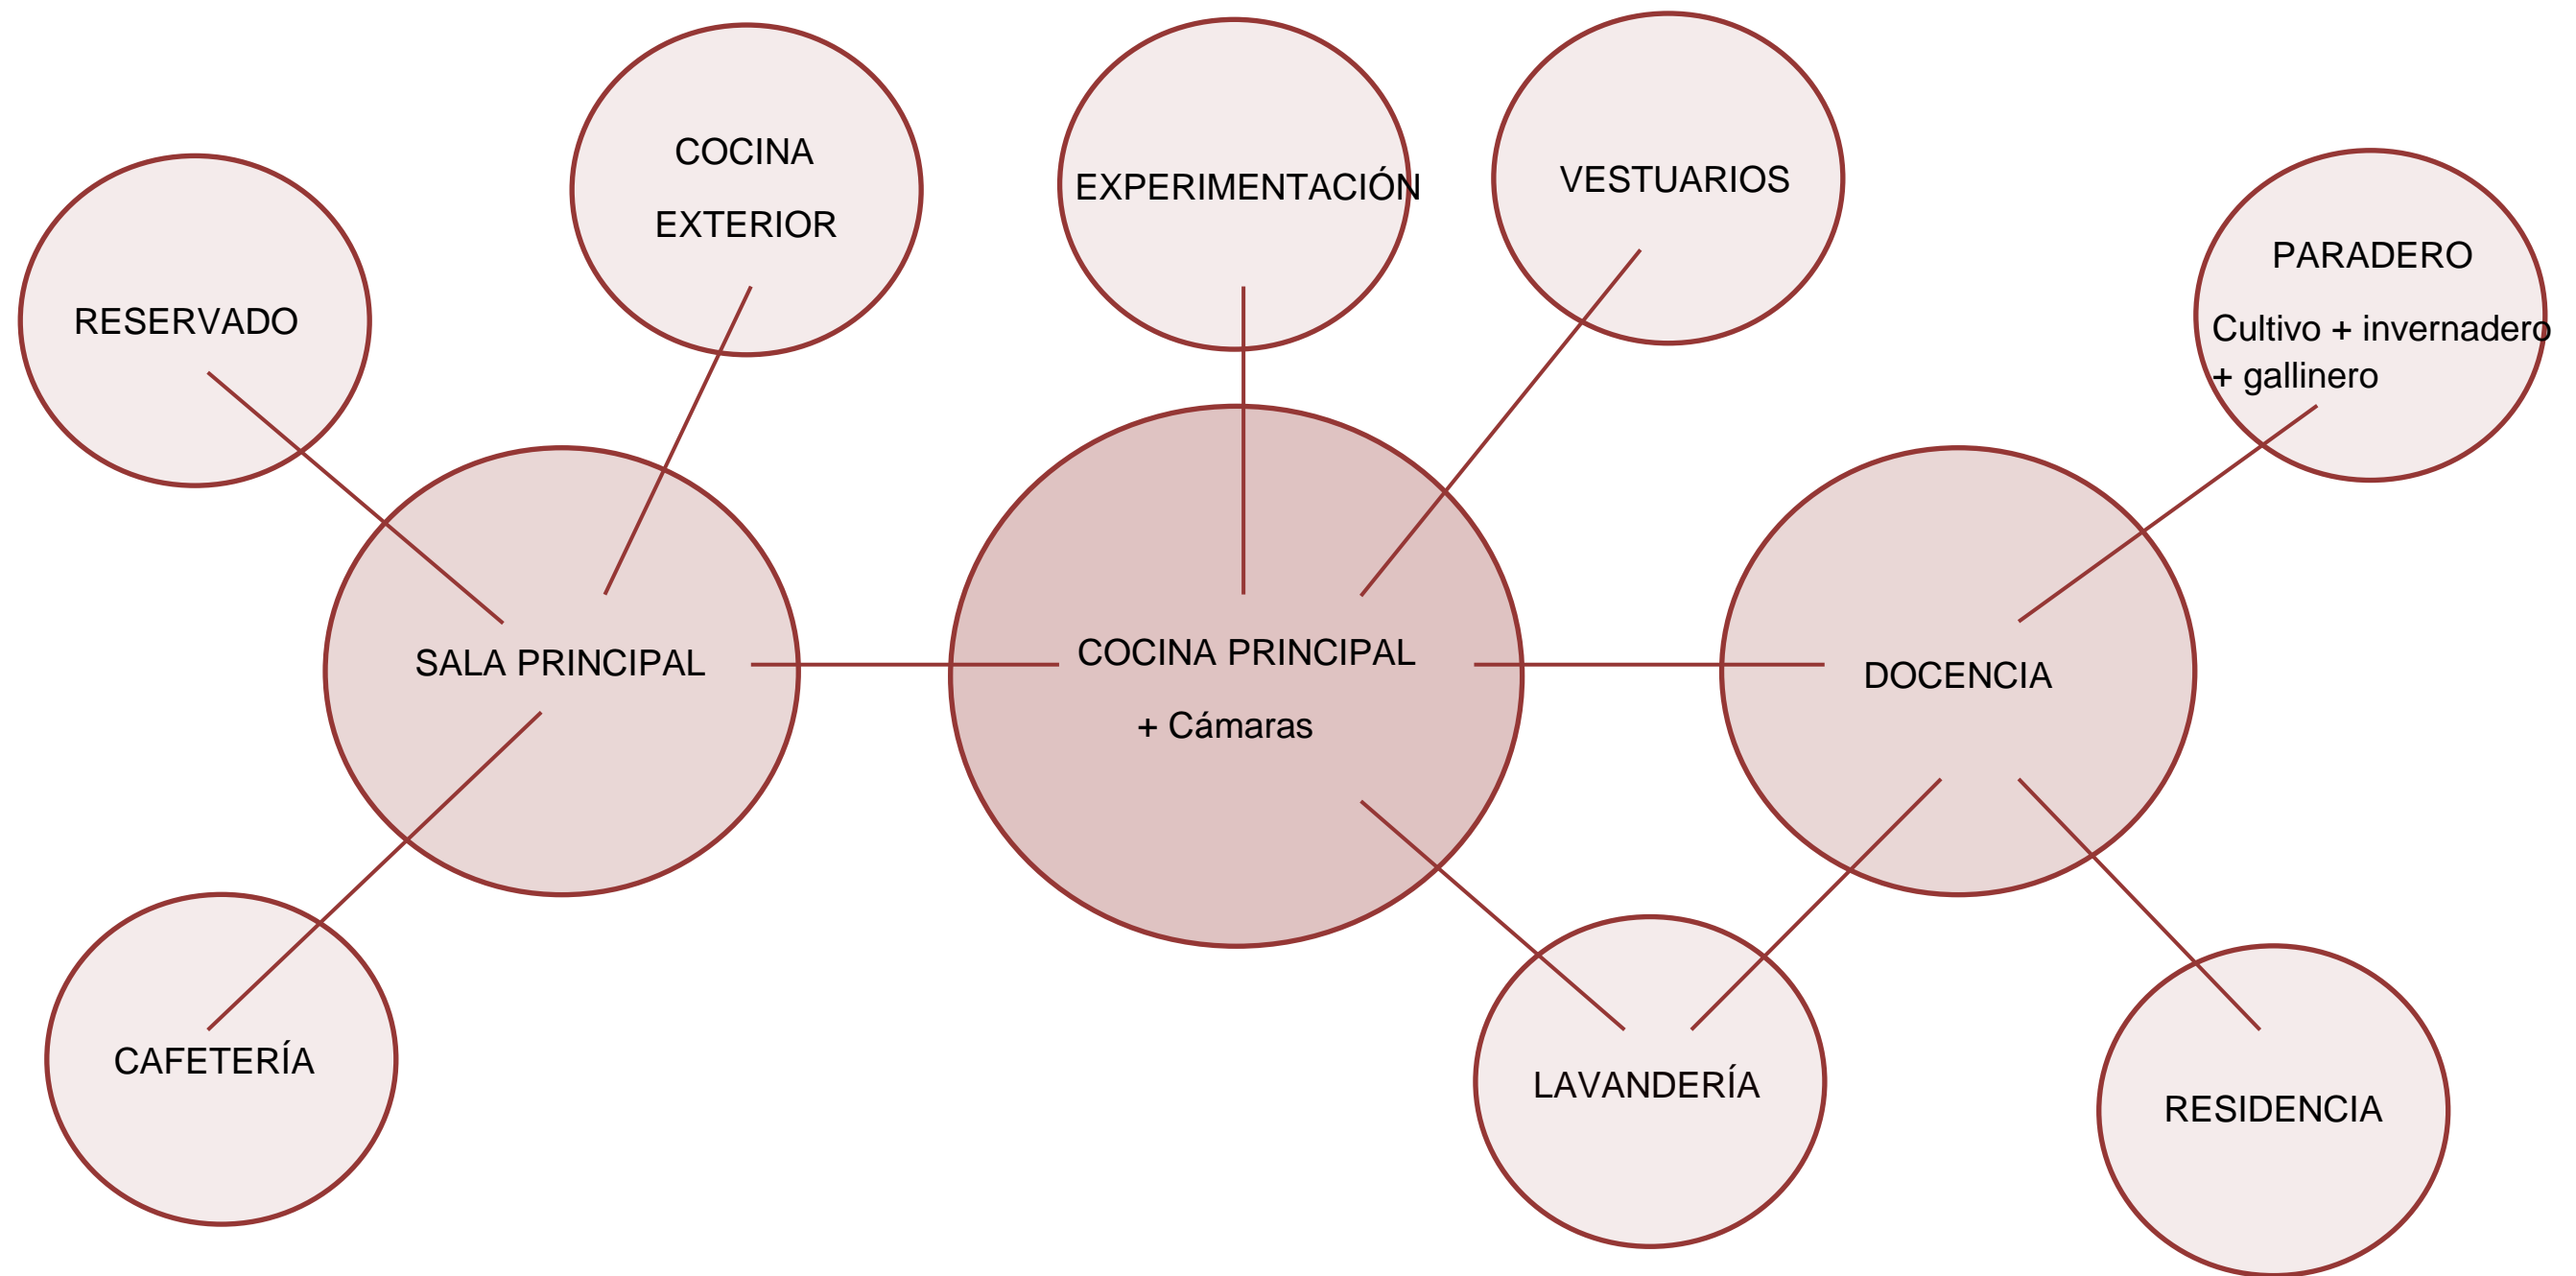 COCINA
EXTERIOR
EXPERIMENTACIÓN
VESTUARIOS
RESERVADO
PARADERO
Cultivo + invernadero
+ gallinero
SALA PRINCIPAL
COCINA PRINCIPAL
+ Cámaras
DOCENCIA
CAFETERÍA
LAVANDERÍA
RESIDENCIA